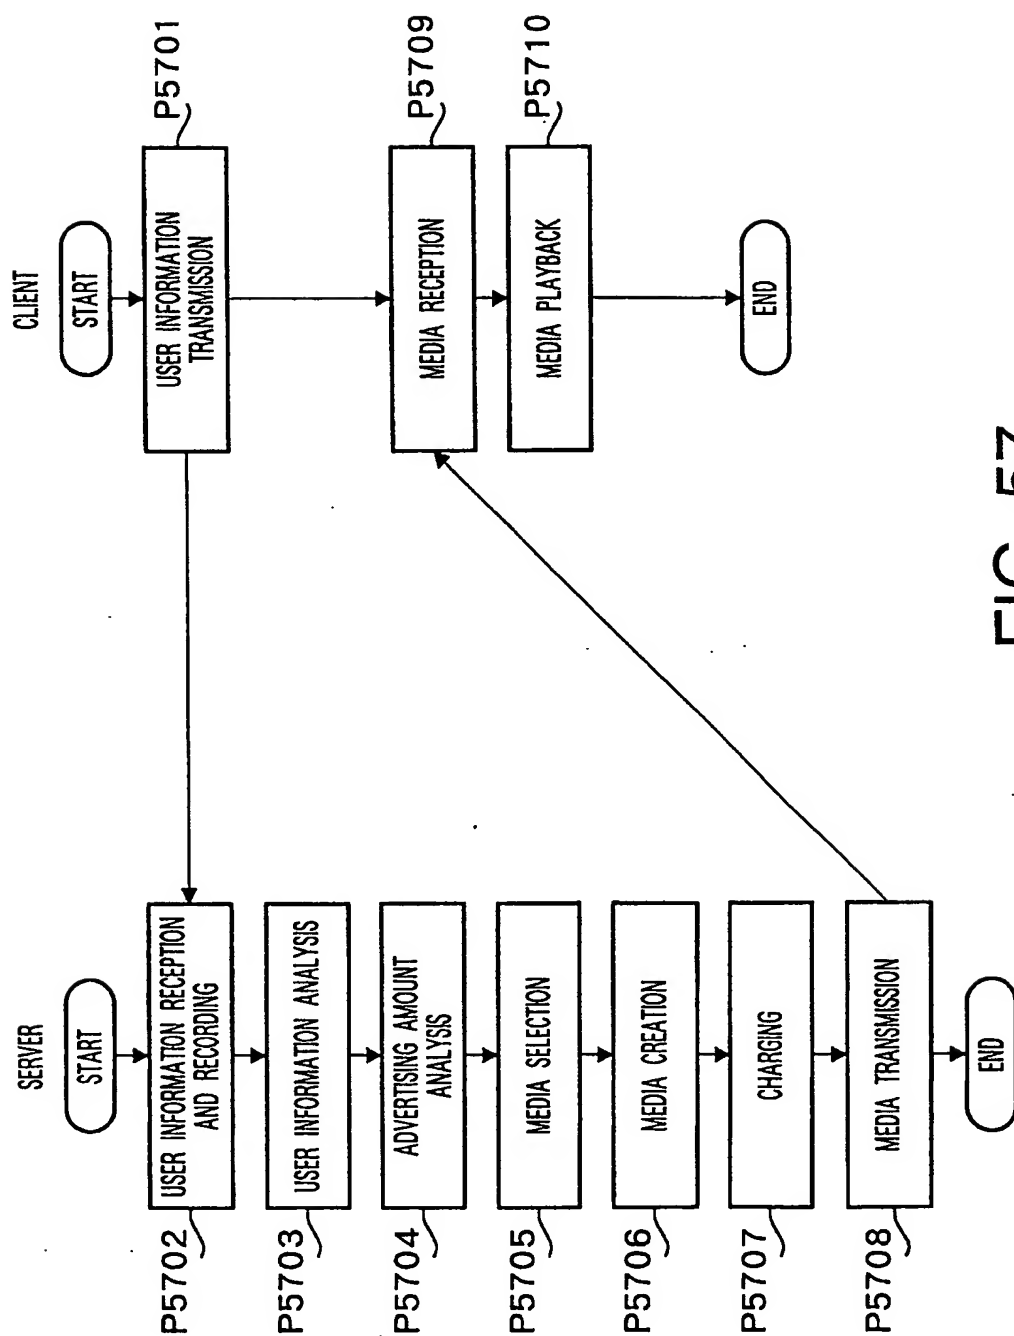 SERVER
START
P5702
USER INFORMATION RECEPTION
AND RECORDING
P5703
USER INFORMATION ANALYSIS
P5704
ADVERTISING AMOUNT
ANALYSIS
P5705
MEDIA SELECTION
P5706
MEDIA CREATION
P5707
CHARGING
P5708
MEDIA TRANSMISSION
END
CLIENT
START
P5701
USER INFORMATION
TRANSMISSION
P5709
MEDIA RECEPTION
P5710
MEDIA PLAYBACK
END
FIG. 57